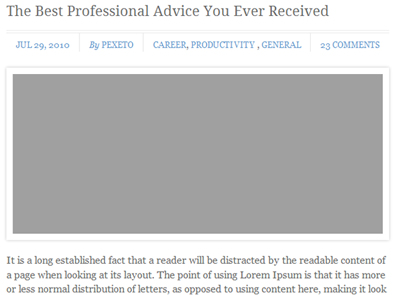 The Best Professional Advice You Ever Received
JUL 29, 2010 By PEXETO CAREER, PRODUCTIVITY , GENERAL 23 COMMENTS
It is a long established fact that a reader will be distracted by the readable content of
a page when looking at its layout. The point of using Lorem Ipsum is that it has more
or less normal distribution of letters, as opposed to using content here, making it look